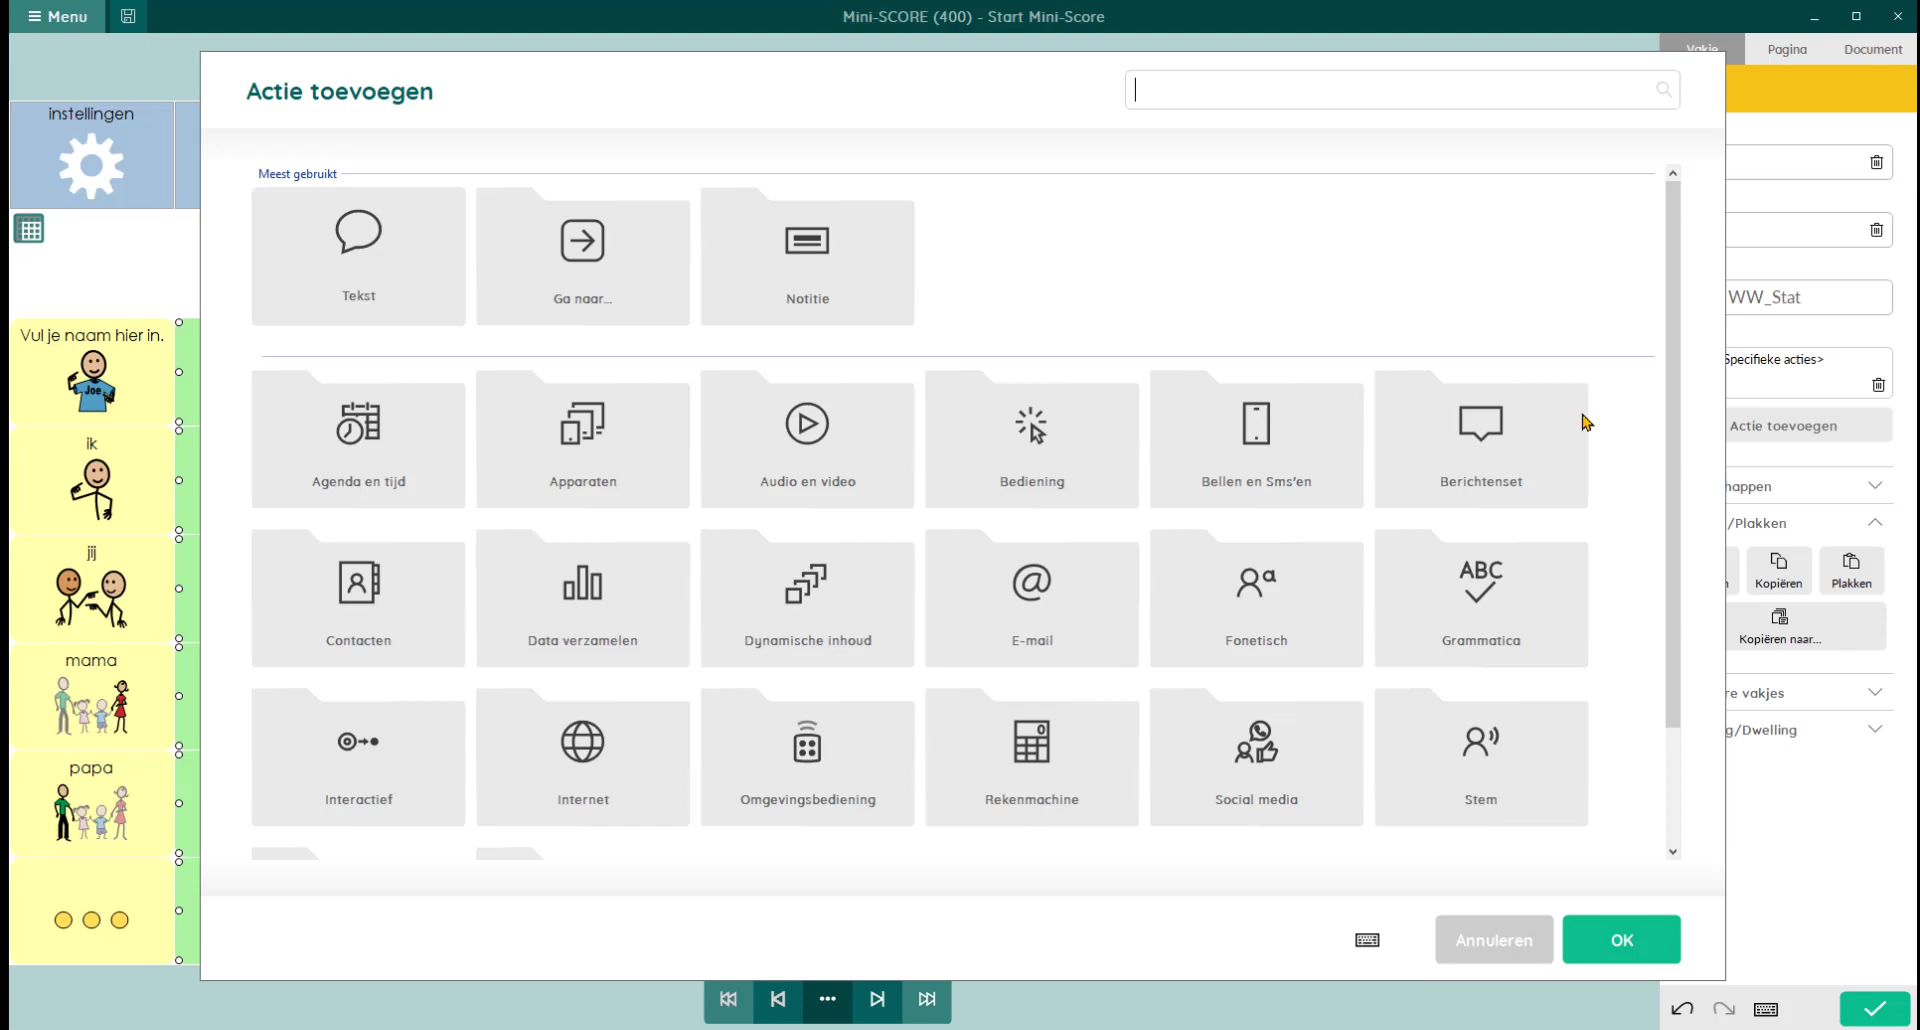 Menu
Mini-SCORE (400) - Start Mini-Score
Vakje
Pagina
Document
Actie toevoegen
instellingen
Meest gebruikt
Tekst
Ga naar...
Notitie
Vul je naam hier in.
Joe
WW_Stat
Specifieke acties>
Actie toevoegen
Agenda en tijd
Apparaten
Audio en video
Bediening
Bellen en Sms'en
Berichtenset
ik
happen
/Plakken
jij
ABC
Kopiëren
Plakken
Contacten
Data verzamelen
Dynamische inhoud
E-mail
Fonetisch
Grammatica
Kopiëren naar...
mama
re vakjes
g/Dwelling
papa
Interactief
Internet
Omgevingsbediening
Rekenmachine
Social media
Stem
Annuleren
OK